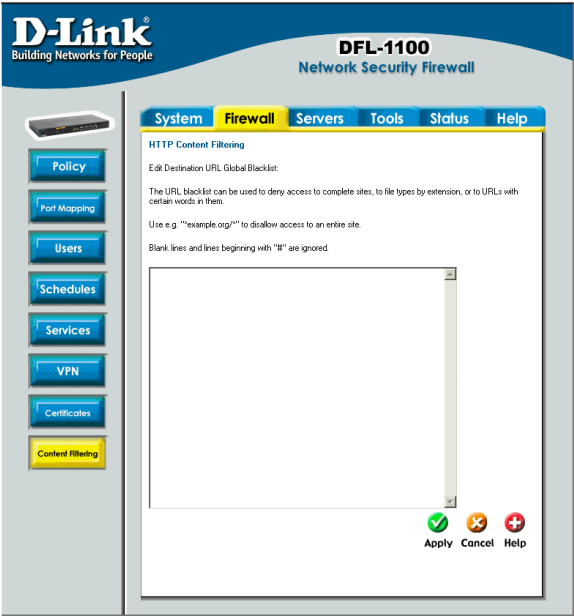 D-Link®
Building Networks for People
DFL-1100
Network Security Firewall
System Firewall Servers Tools Status Help
Policy
Port Mapping
Users
Schedules
Services
VPN
Certificates
Content Filtering
HTTP Content Filtering
Edit Destination URL Global Blacklist:
The URL blacklist can be used to deny access to complete sites, to file types by extension, or to URLs with
certain words in them.
Use e.g. "*example.org/*" to disallow access to an entire site.
Blank lines and lines beginning with "#" are ignored.
Apply Cancel Help